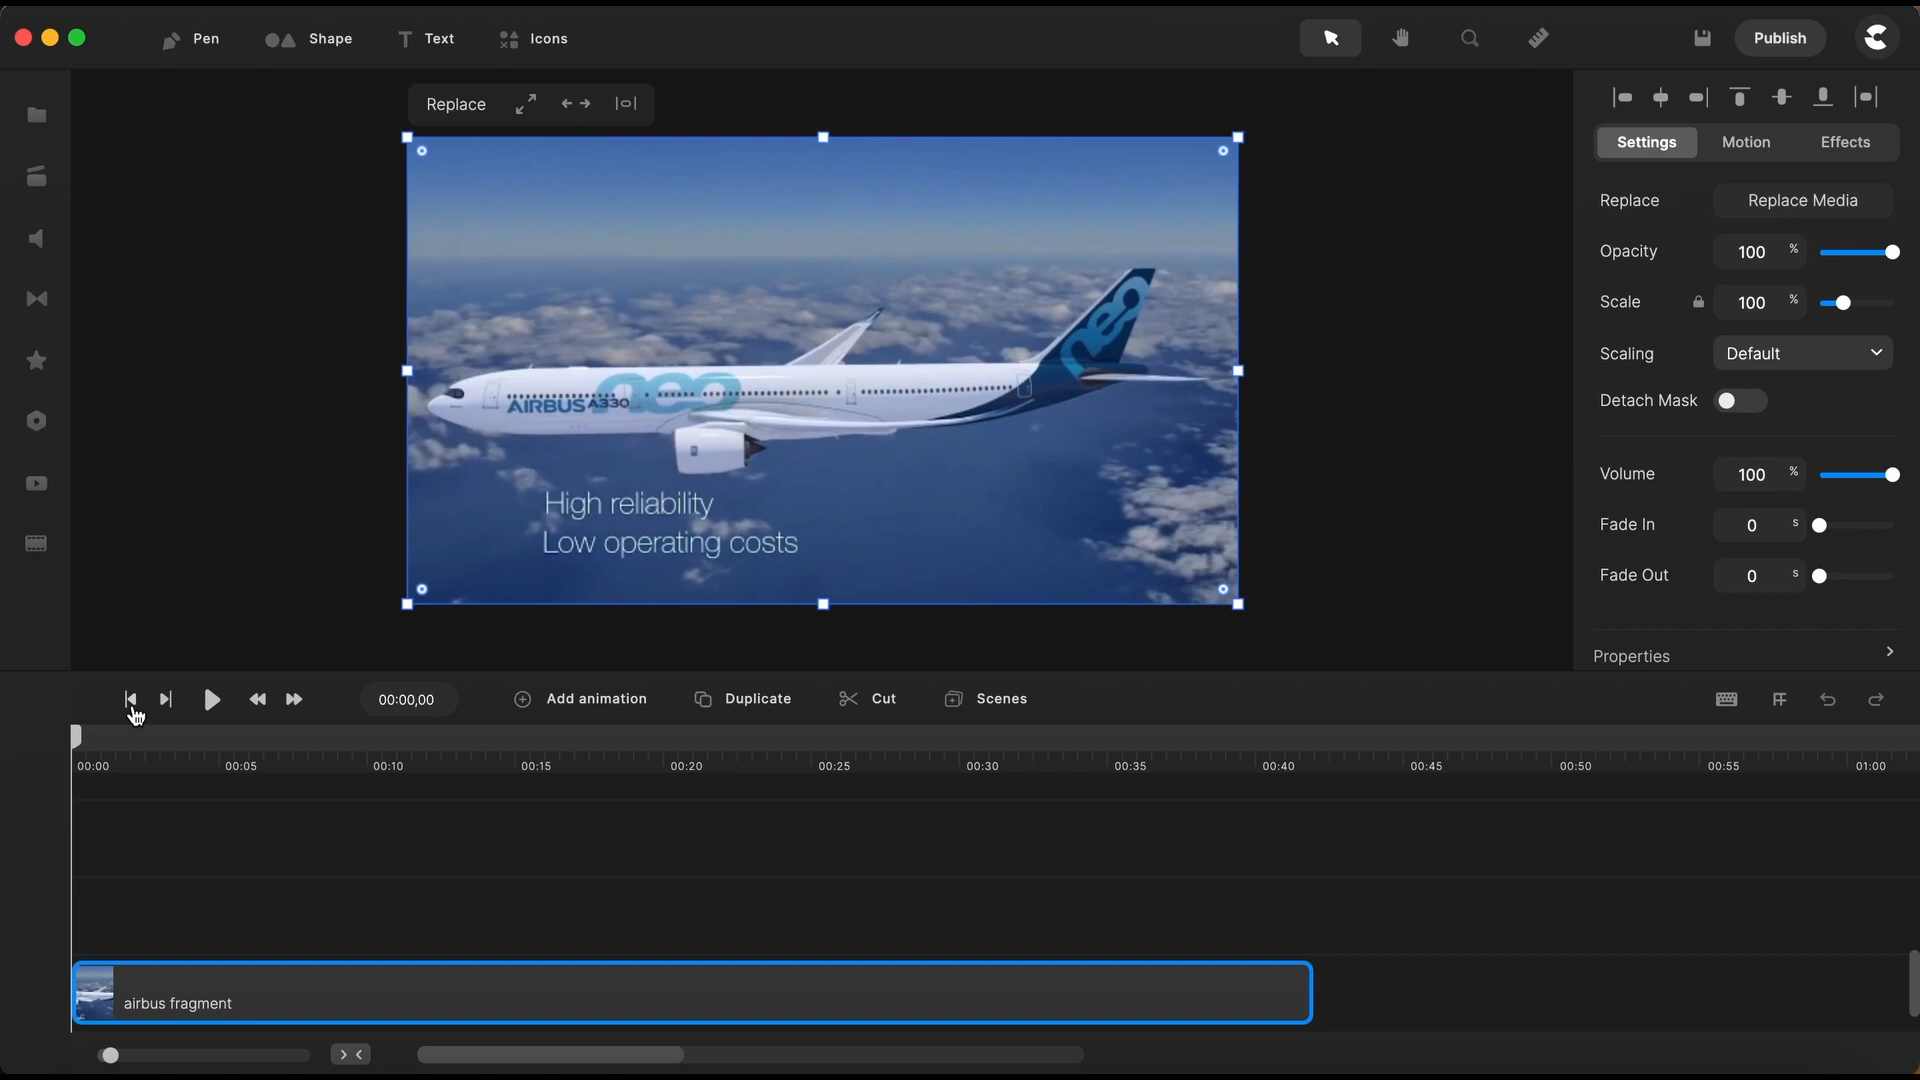 Pen
Shape
Text
Icons
Publish
Replace
Settings
Motion
Effects
Replace
Replace Media
Opacity
100 %
Scale
100 %
Scaling
Default
Detach Mask
Volume
100 %
Fade In
0 s
Fade Out
0 s
Properties
neo
AIRBUS A330
neo
High reliability
Low operating costs
00:00,00
Add animation
Duplicate
Cut
Scenes
00:00
00:05
00:10
00:15
00:20
00:25
00:30
00:35
00:40
00:45
00:50
00:55
01:00
airbus fragment